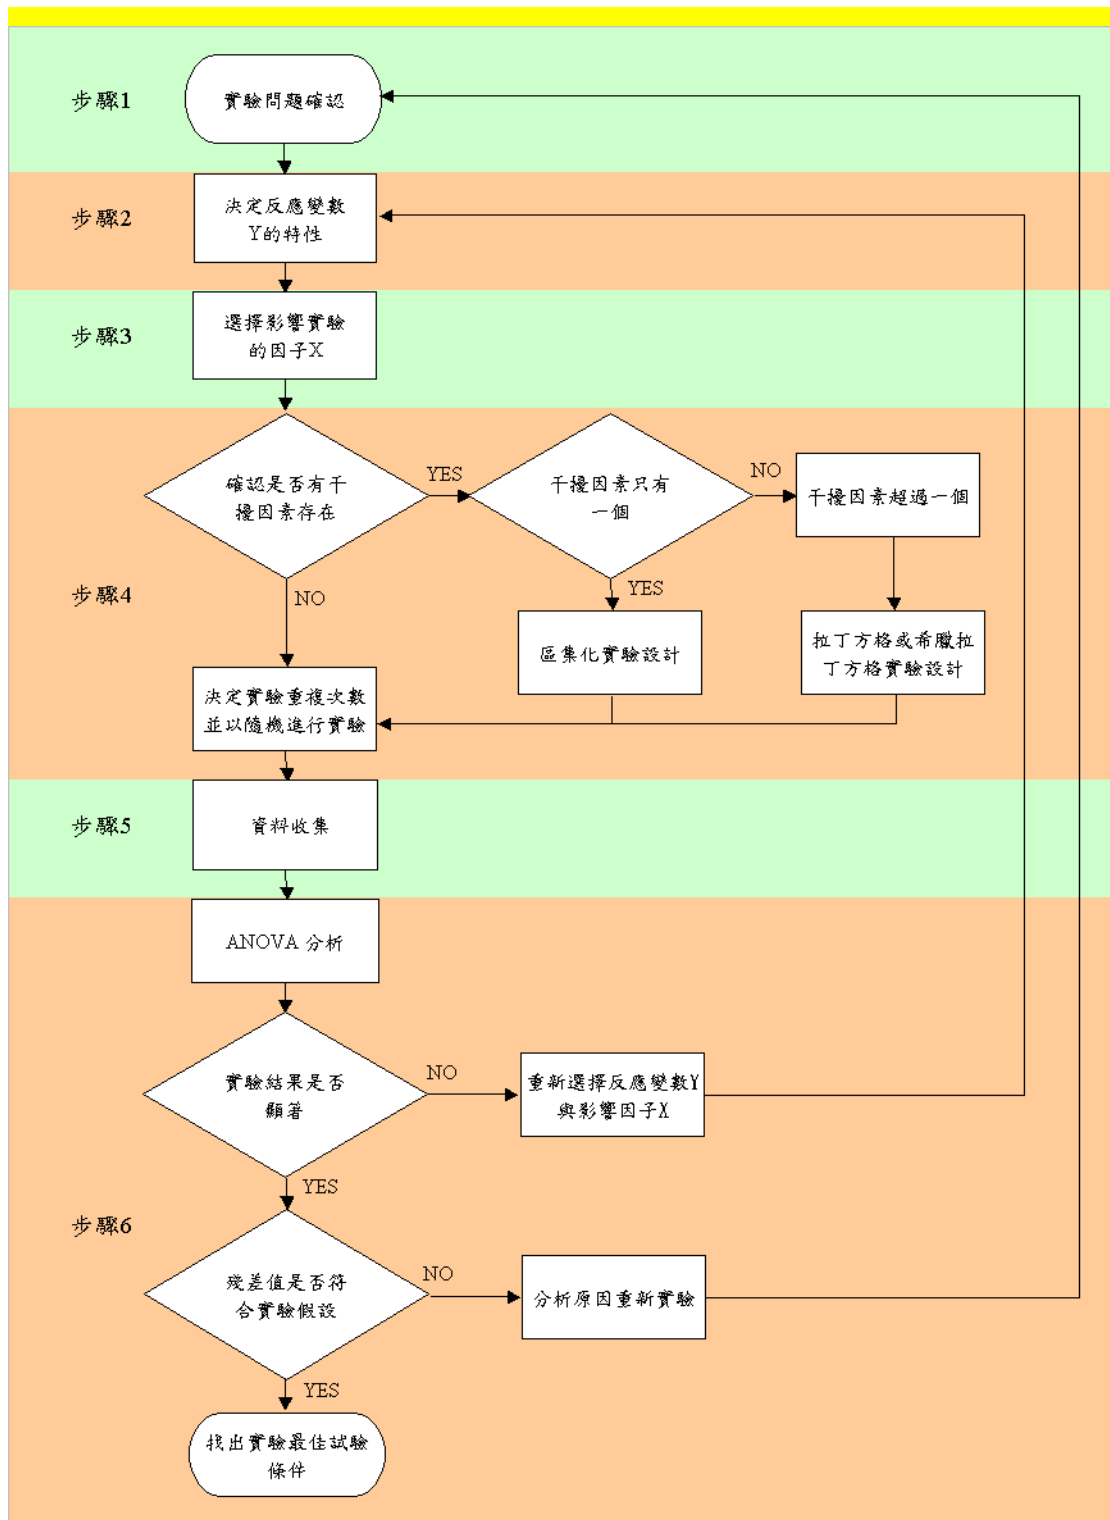 步驟1
實驗問題確認
步驟2
決定反應變數
Y的特性
步驟3
選擇影響實驗
的因子X
步驟4
確認是否有干
擾因素存在
YES
干擾因素只有
一個
NO
干擾因素超過一個
NO
YES
區集化實驗設計
拉丁方格或希臘拉
丁方格實驗設計
決定實驗重複次數
並以隨機進行實驗
步驟5
資料收集
ANOVA 分析
實驗結果是否
顯著
NO
重新選擇反應變數Y
與影響因子X
YES
步驟6
殘差值是否符
合實驗假設
NO
分析原因重新實驗
YES
找出實驗最佳試驗
條件